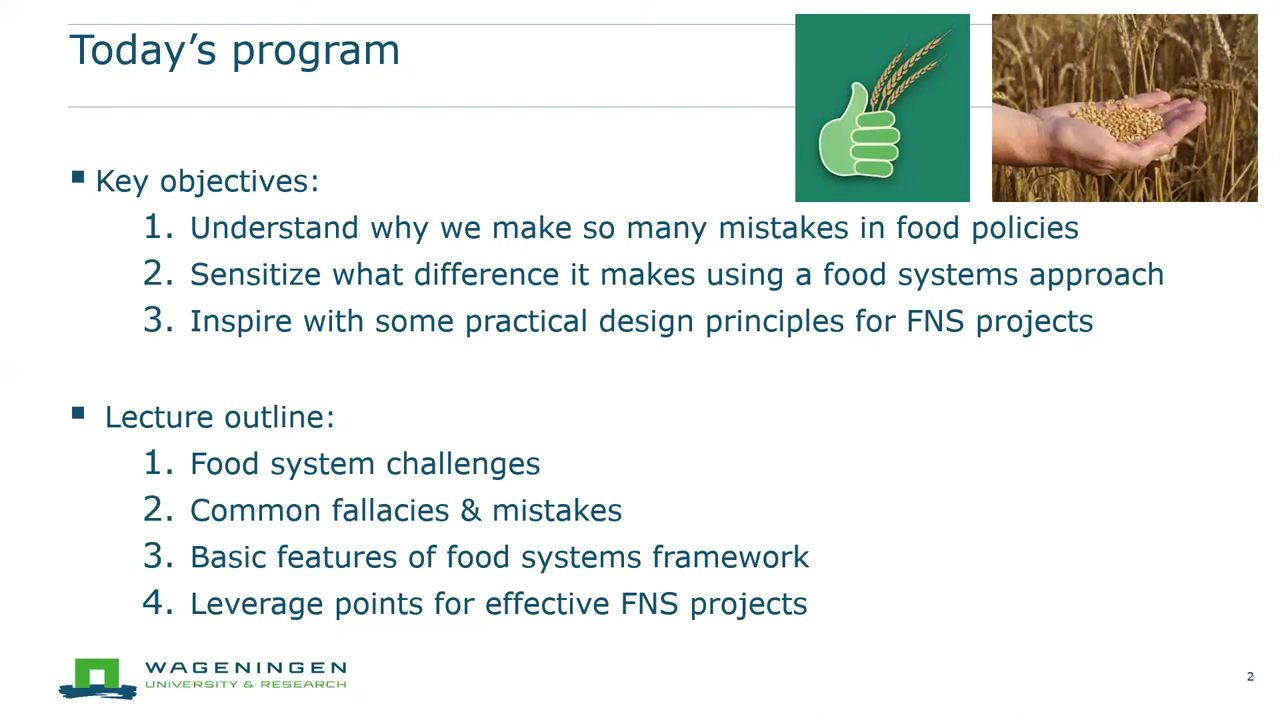 Today’s program
▪ Key objectives:
1. Understand why we make so many mistakes in food policies
2. Sensitize what difference it makes using a food systems approach
3. Inspire with some practical design principles for FNS projects
▪ Lecture outline:
1. Food system challenges
2. Common fallacies & mistakes
3. Basic features of food systems framework
4. Leverage points for effective FNS projects
WAGENINGEN
UNIVERSITY & RESEARCH
2